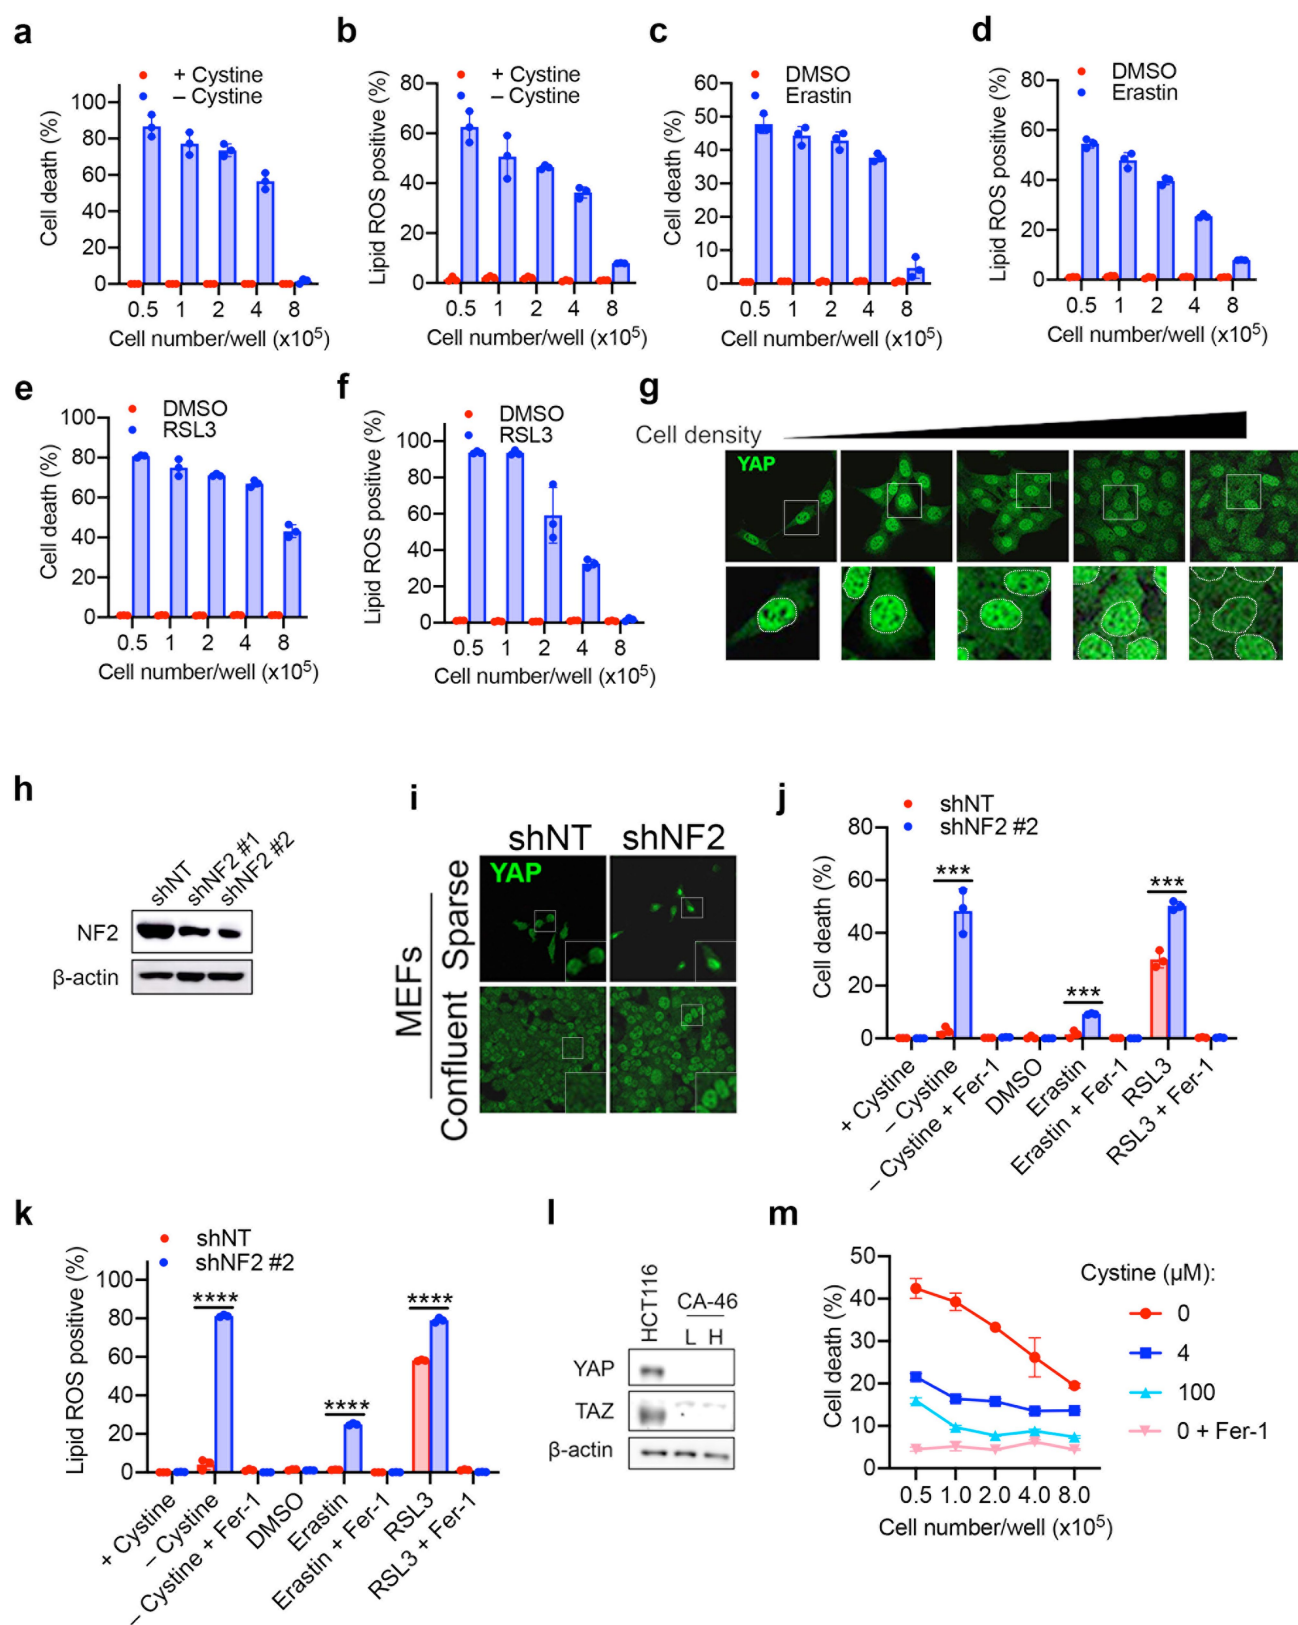 a
+ Cystine
– Cystine
Cell death (%)
100
80
60
40
20
0
0.5 1 2 4 8
Cell number/well (x10⁵)
b
+ Cystine
– Cystine
Lipid ROS positive (%)
80
60
40
20
0
0.5 1 2 4 8
Cell number/well (x10⁵)
c
DMSO
Erastin
Cell death (%)
60
50
40
30
20
10
0
0.5 1 2 4 8
Cell number/well (x10⁵)
d
DMSO
Erastin
Lipid ROS positive (%)
80
60
40
20
0
0.5 1 2 4 8
Cell number/well (x10⁵)
e
DMSO
RSL3
Cell death (%)
100
80
60
40
20
0
0.5 1 2 4 8
Cell number/well (x10⁵)
f
DMSO
RSL3
Lipid ROS positive (%)
100
80
60
40
20
0
0.5 1 2 4 8
Cell number/well (x10⁵)
g
Cell density
YAP
h
shNT
shNF2 #1
shNF2 #2
NF2
β-actin
i
shNT shNF2
YAP
MEFs
Sparse
Confluent
j
shNT
shNF2 #2
Cell death (%)
80
60
40
20
0
*** *** ***
+ Cystine
– Cystine
– Cystine + Fer-1
DMSO
Erastin
Erastin + Fer-1
RSL3
RSL3 + Fer-1
k
shNT
shNF2 #2
Lipid ROS positive (%)
100
80
60
40
20
0
**** **** ****
+ Cystine
– Cystine
– Cystine + Fer-1
DMSO
Erastin
Erastin + Fer-1
RSL3
RSL3 + Fer-1
l
HCT116
CA-46
L H
YAP
TAZ
β-actin
m
Cell death (%)
50
40
30
20
10
0
0.5 1.0 2.0 4.0 8.0
Cell number/well (x10⁵)
Cystine (µM):
0
4
100
0 + Fer-1